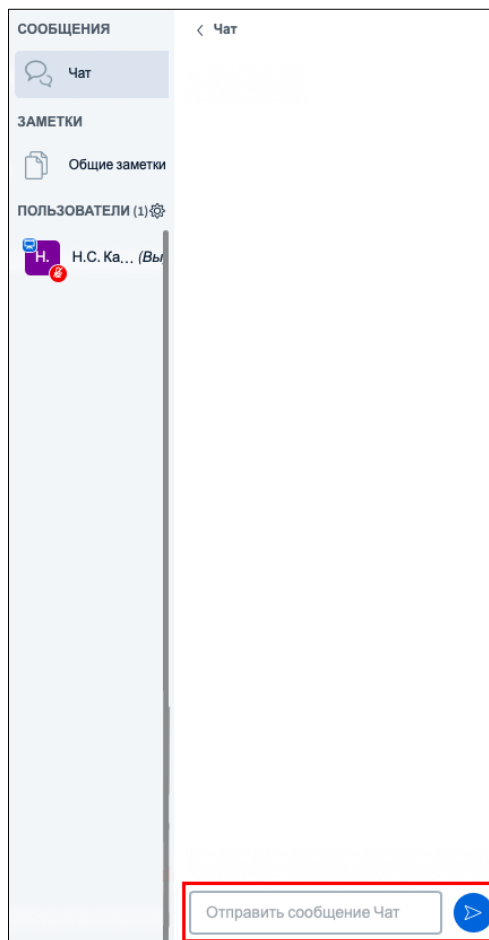 СООБЩЕНИЯ
Чат
ЗАМЕТКИ
Общие заметки
ПОЛЬЗОВАТЕЛИ (1)
Н.
Н.С. Ка... (Вы
Чат
Отправить сообщение Чат